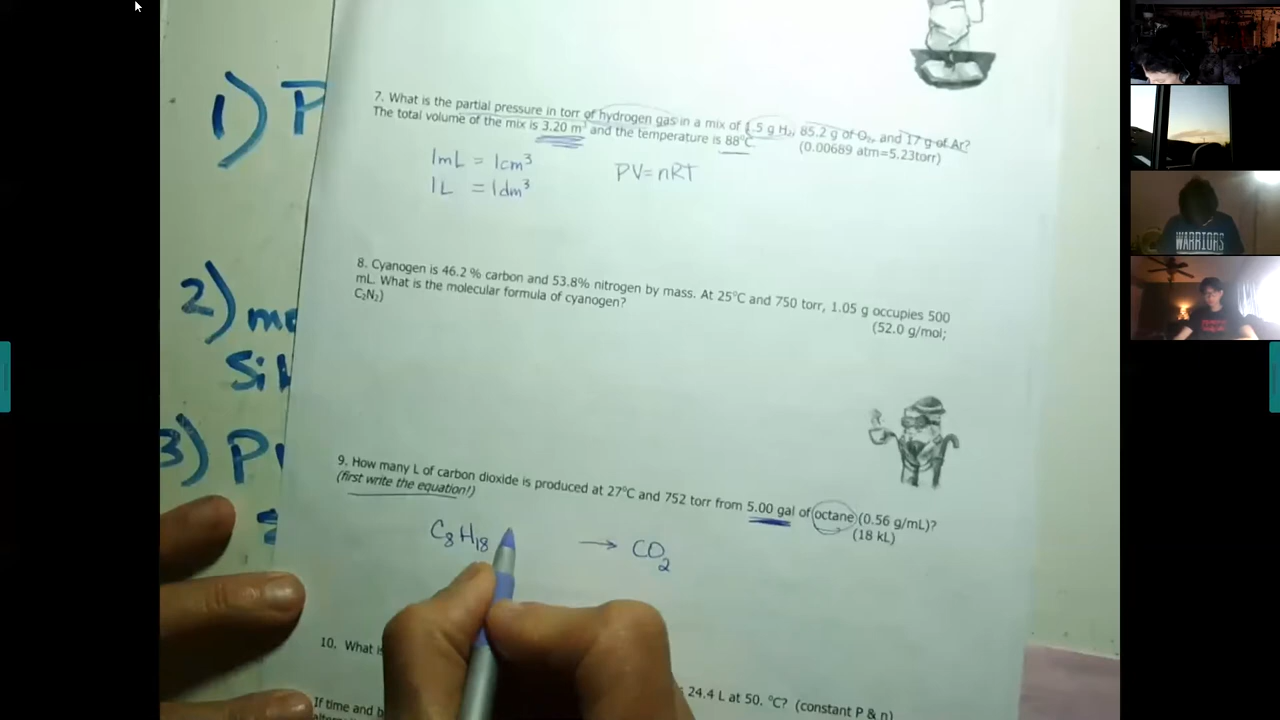 1) P
7. What is the partial pressure in torr of hydrogen gas in a mix of 1.5 g H₂, 85.2 g of O₂, and 17 g of Ar?
The total volume of the mix is 3.20 m³ and the temperature is 88°C. (0.00689 atm=5.23torr)
1mL = 1cm³
PV=nRT
1L = 1dm³
2) mo
Sil
8. Cyanogen is 46.2 % carbon and 53.8% nitrogen by mass. At 25°C and 750 torr, 1.05 g occupies 500
mL. What is the molecular formula of cyanogen? (52.0 g/mol;
C₂N₂)
3) P
9. How many L of carbon dioxide is produced at 27°C and 752 torr from 5.00 gal of octane (0.56 g/mL)?
(first write the equation!) (18 kL)
C₈H₁₈ → CO₂
10. What is 24.4 L at 50. °C? (constant P & n)
If time and
WARRIORS